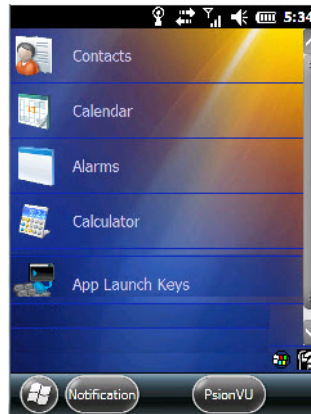 5:34
Contacts
Calendar
Alarms
Calculator
App Launch Keys
Notification
PsionVU